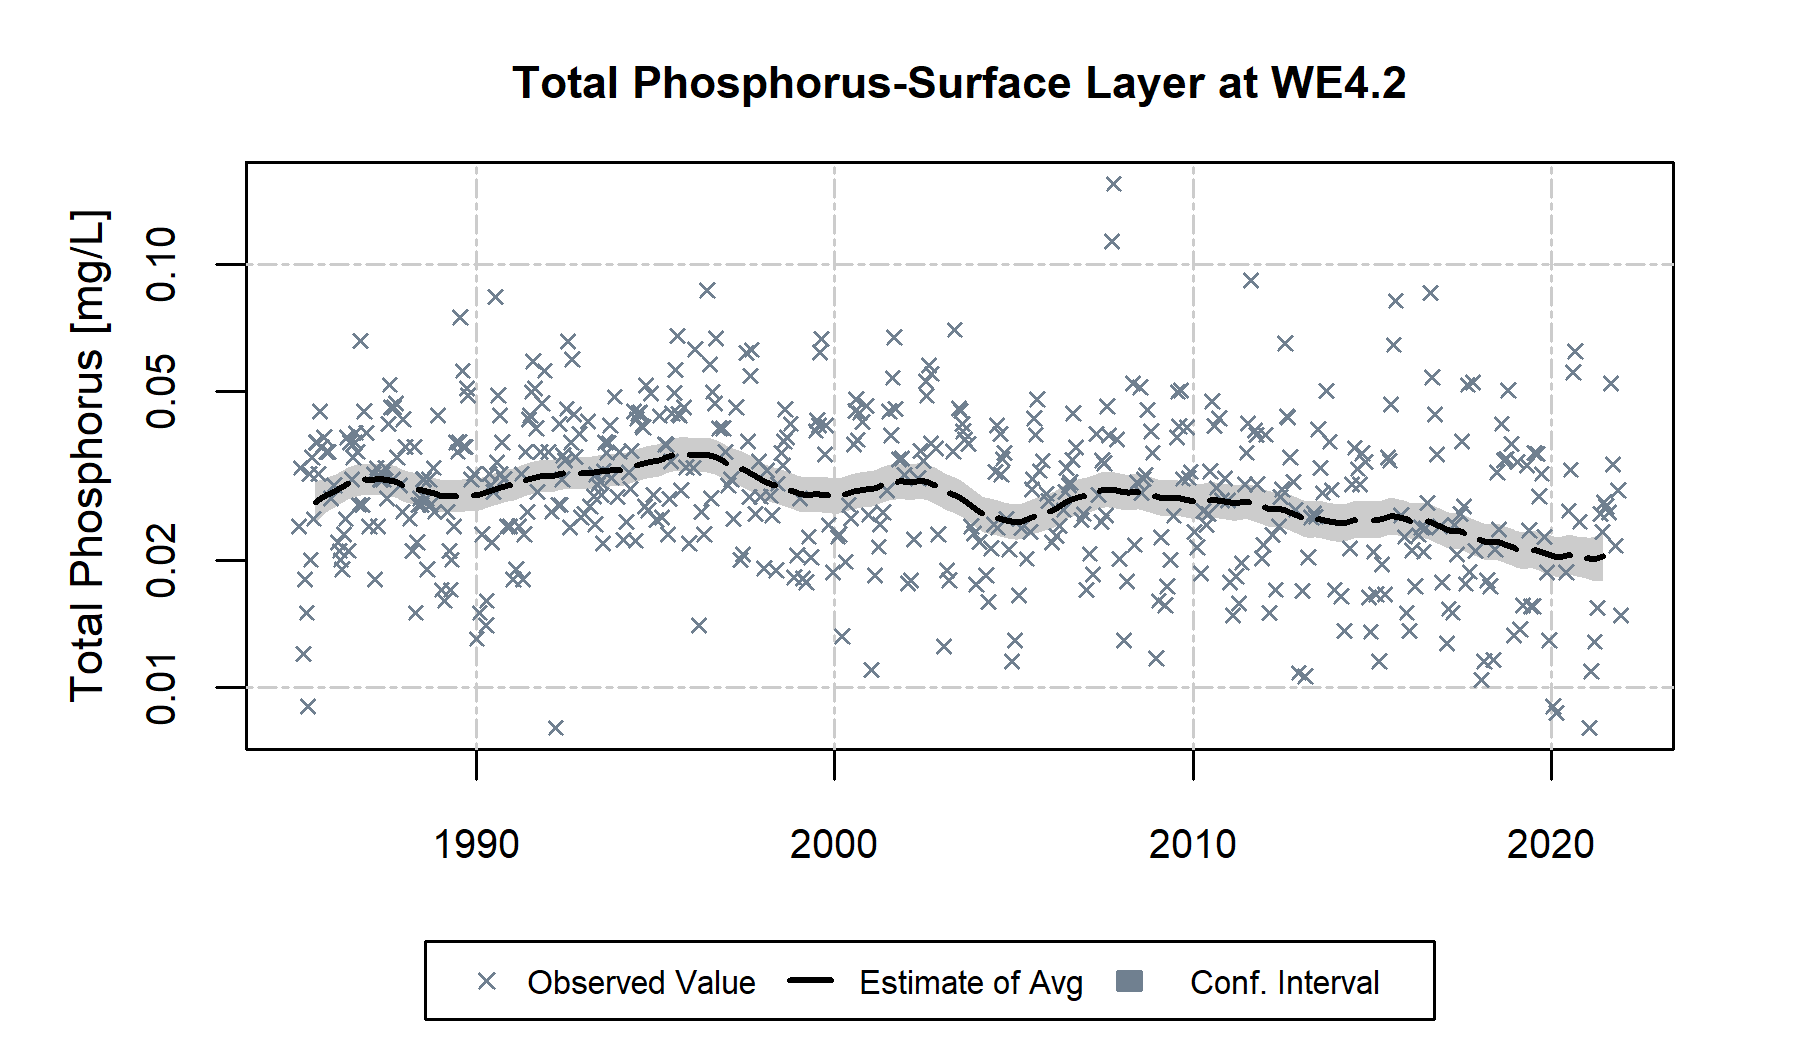 Total Phosphorus-Surface Layer at WE4.2
Total Phosphorus [mg/L]
0.10
0.05
0.02
0.01
1990 2000 2010 2020
Observed Value Estimate of Avg Conf. Interval